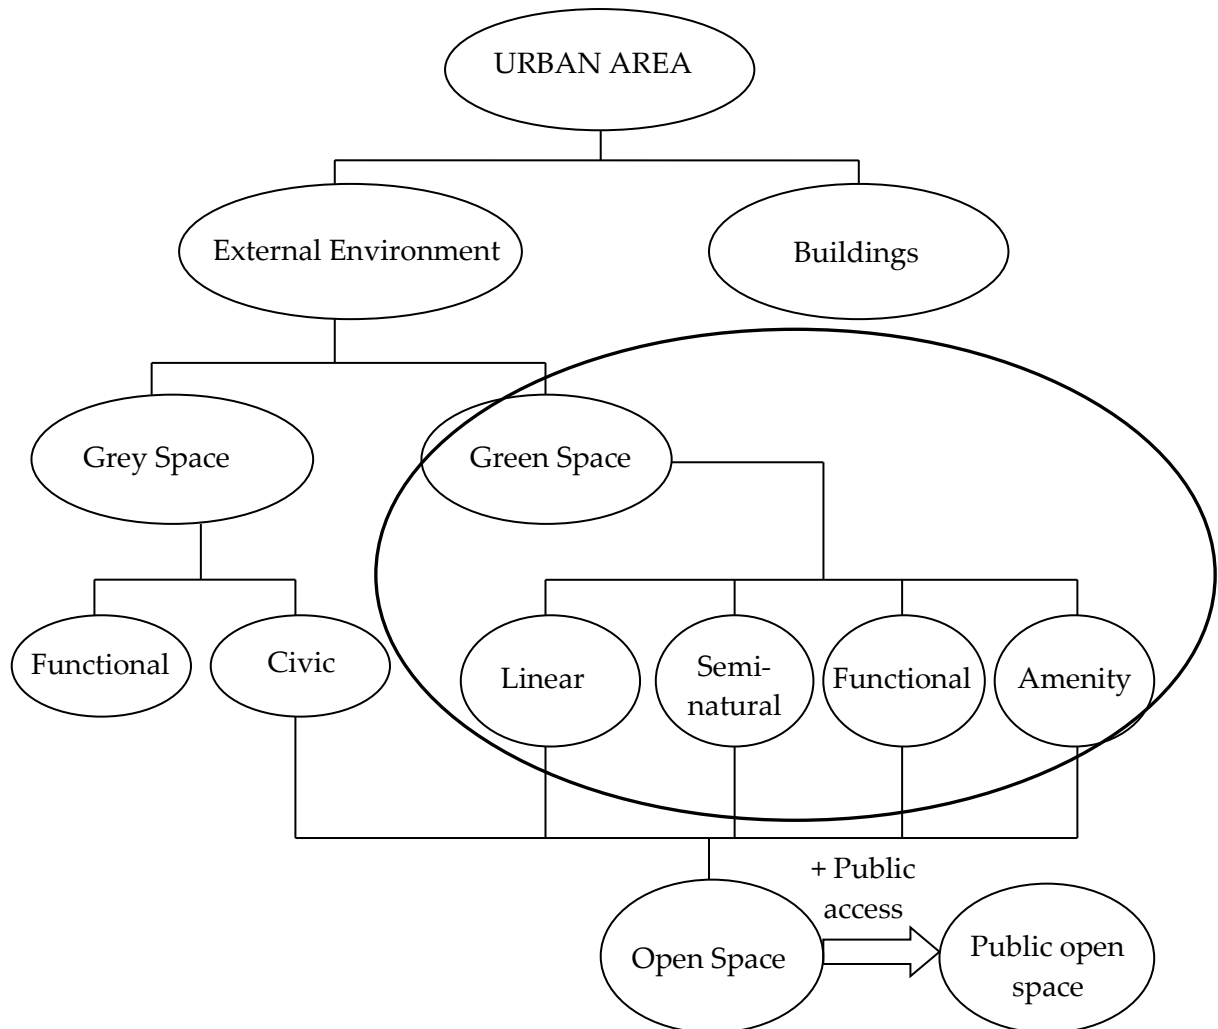 URBAN AREA
External Environment
Buildings
Grey Space
Green Space
Functional
Civic
Linear
Semi-
natural
Functional
Amenity
+ Public
access
Open Space
Public open
space